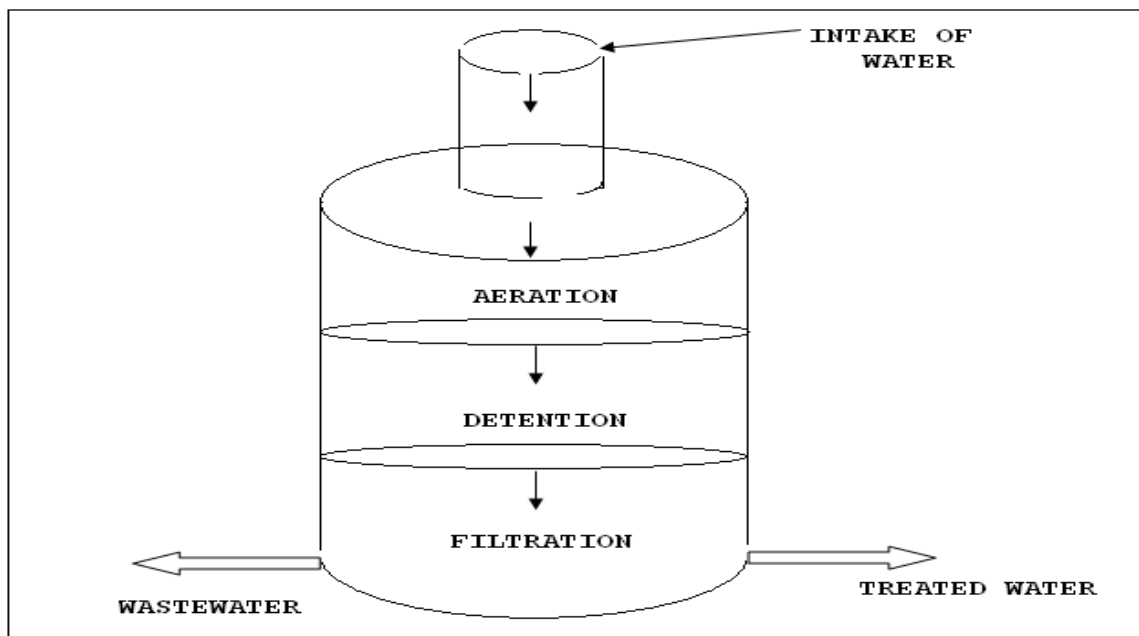 INTAKE OF
WATER
AERATION
DETENTION
FILTRATION
WASTEWATER
TREATED WATER